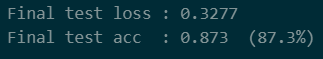 Final test loss : 0.3277
Final test acc  : 0.873  (87.3%)